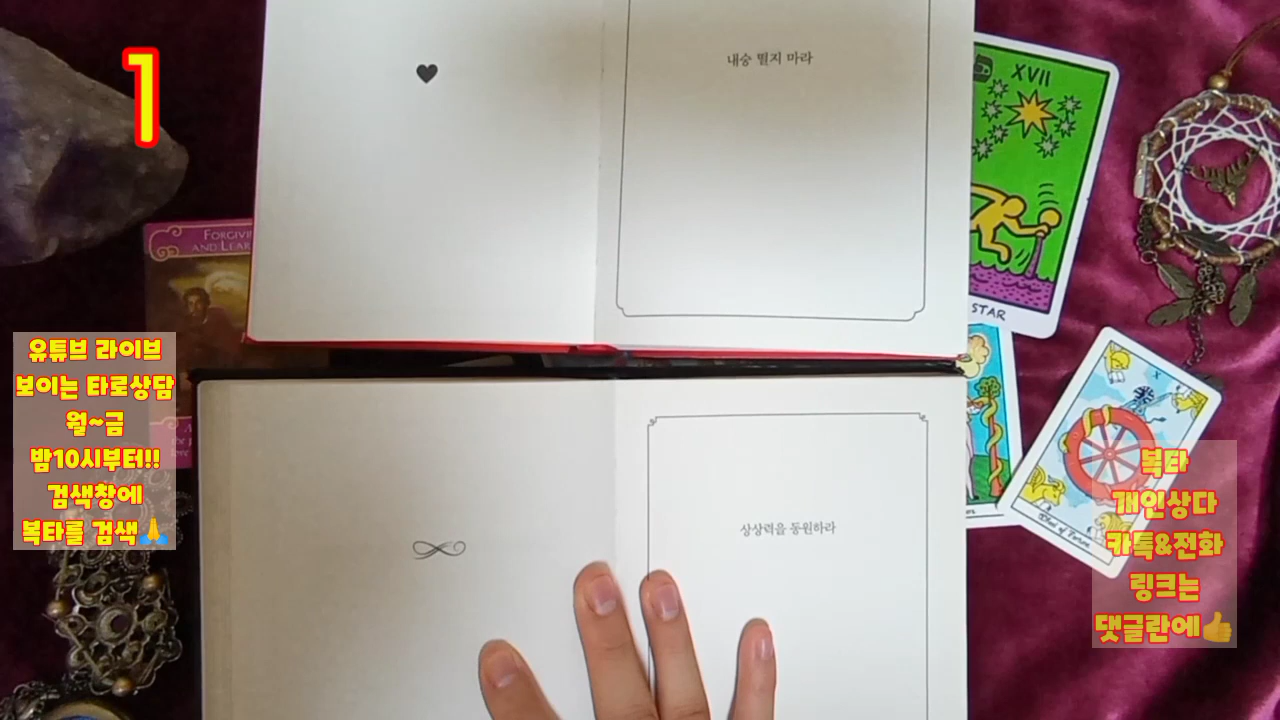 1
내숭 떨지 마라
XVII
STAR
FORGIVI
AND LEAR
유튜브 라이브
보이는 타로상담
월~금
밤10시부터!!
검색창에
복타를 검색🙏
상상력을 동원하라
X
Wheel of Fortune
복타
개인상다
카톡&전화
링크는
댓글란에👍